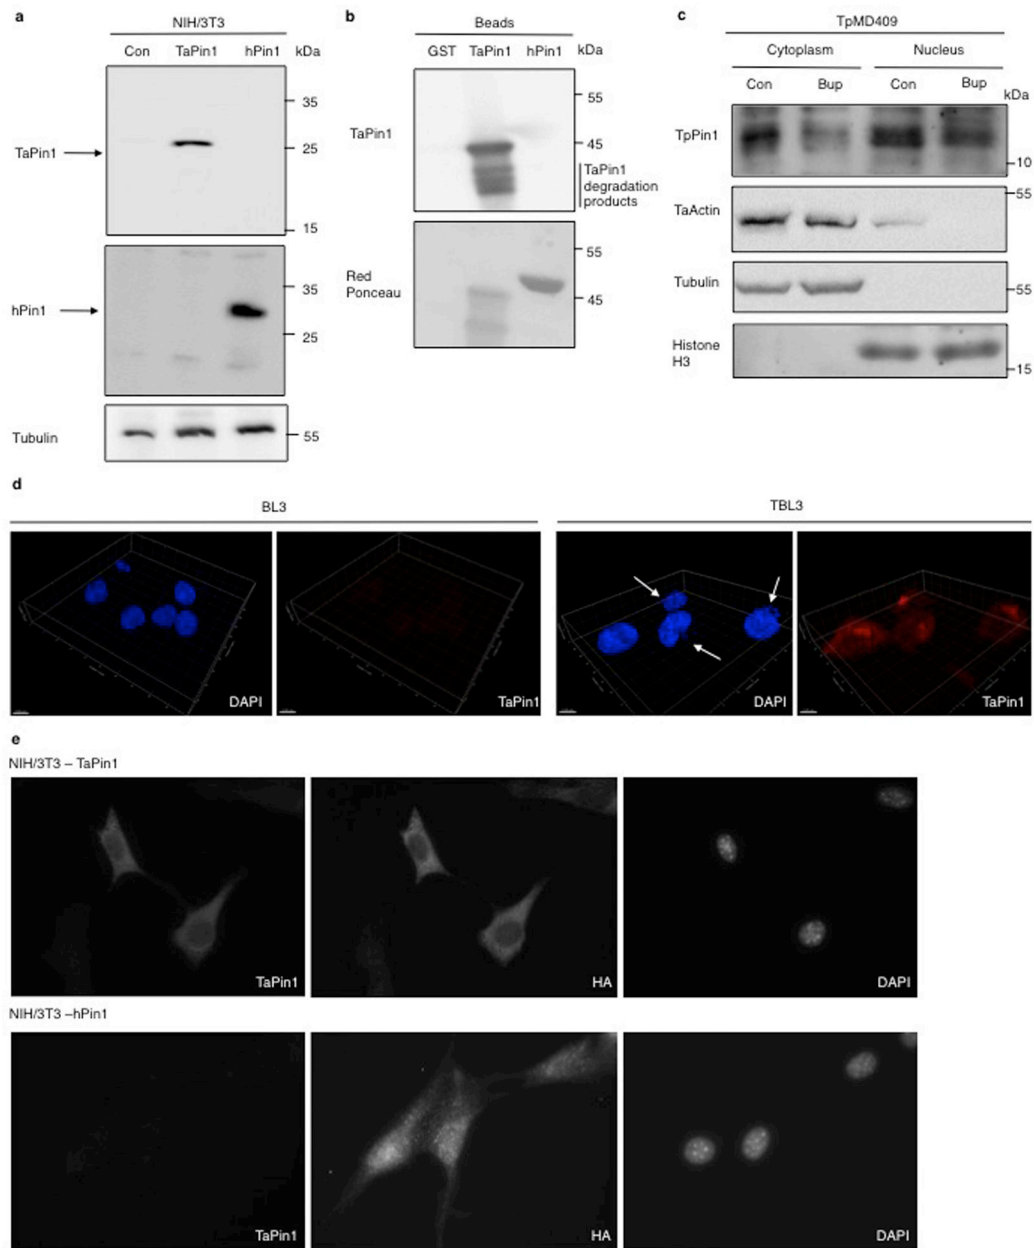 a
NIH/3T3
Con TaPin1 hPin1 kDa
35
TaPin1
25
15
35
hPin1
25
Tubulin
55
b
Beads
GST TaPin1 hPin1 kDa
55
TaPin1
45
TaPin1
degradation
products
55
Red
Ponceau
45
c
TpMD409
Cytoplasm Nucleus
Con Bup Con Bup kDa
TpPin1
10
55
TaActin
Tubulin
55
Histone
H3
15
d
BL3 TBL3
DAPI TaPin1 DAPI TaPin1
e
NIH/3T3 – TaPin1
TaPin1 HA DAPI
NIH/3T3 –hPin1
TaPin1 HA DAPI